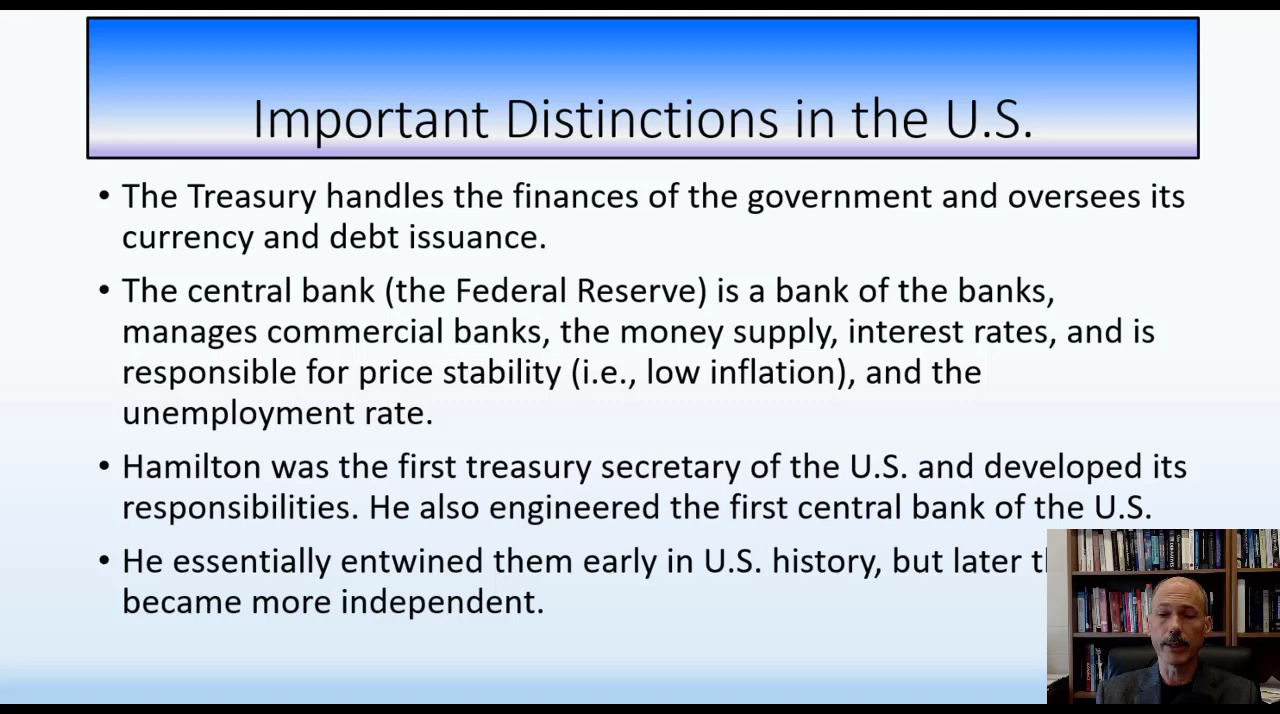 Important Distinctions in the U.S.
• The Treasury handles the finances of the government and oversees its
currency and debt issuance.
• The central bank (the Federal Reserve) is a bank of the banks,
manages commercial banks, the money supply, interest rates, and is
responsible for price stability (i.e., low inflation), and the
unemployment rate.
• Hamilton was the first treasury secretary of the U.S. and developed its
responsibilities. He also engineered the first central bank of the U.S.
• He essentially entwined them early in U.S. history, but later
became more independent.